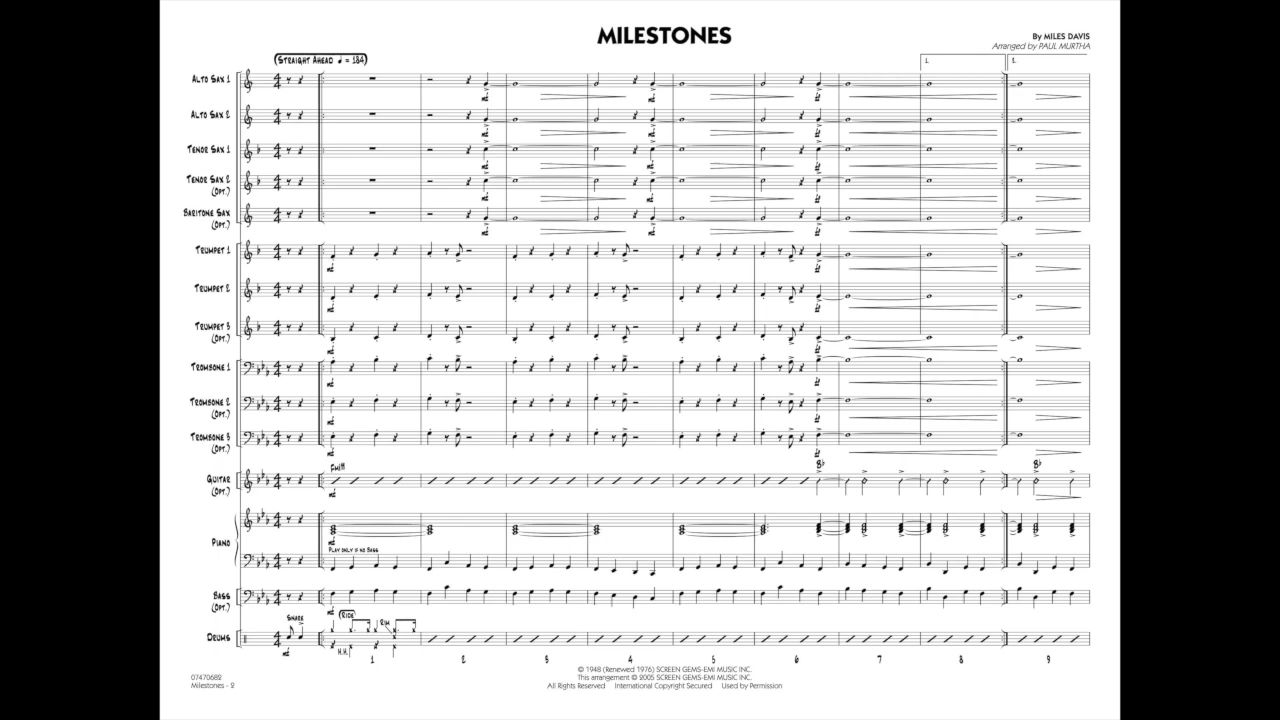 MILESTONES
By MILES DAVIS
Arranged by PAUL MURTHA
(STRAIGHT AHEAD ♩ = 184)
1.
2.
ALTO SAX 1
ALTO SAX 2
TENOR SAX 1
TENOR SAX 2
(OPT.)
BARITONE SAX
(OPT.)
TRUMPET 1
TRUMPET 2
TRUMPET 3
(OPT.)
TROMBONE 1
TROMBONE 2
(OPT.)
TROMBONE 3
(OPT.)
FMI11
B♭
B♭
GUITAR
(OPT.)
PIANO
PLAY ONLY IF NO BASS
BASS
(OPT.)
SNARE
(RIDE)
RIM
DRUMS
H.H.
1 2 3 4 5 6 7 8 9
© 1948 (Renewed 1976) SCREEN GEMS-EMI MUSIC INC.
This arrangement © 2005 SCREEN GEMS-EMI MUSIC INC.
All Rights Reserved International Copyright Secured Used by Permission
07470682
Milestones - 2